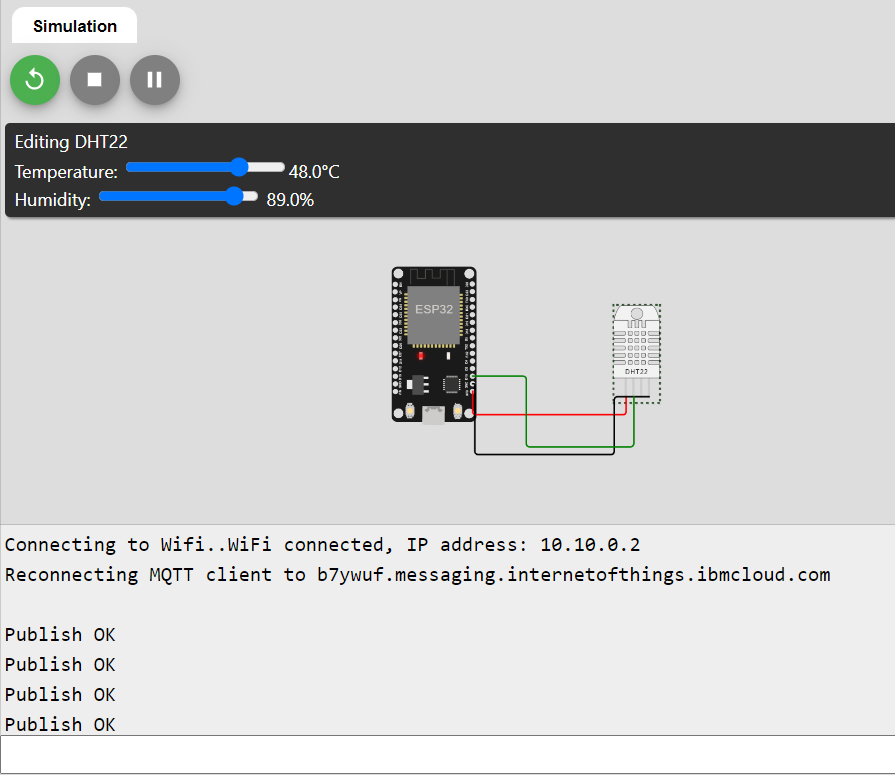 Simulation
Editing DHT22
Temperature: 48.0°C
Humidity: 89.0%
ESP32
DHT22
Connecting to Wifi..WiFi connected, IP address: 10.10.0.2
Reconnecting MQTT client to b7ywuf.messaging.internetofthings.ibmcloud.com
Publish OK
Publish OK
Publish OK
Publish OK